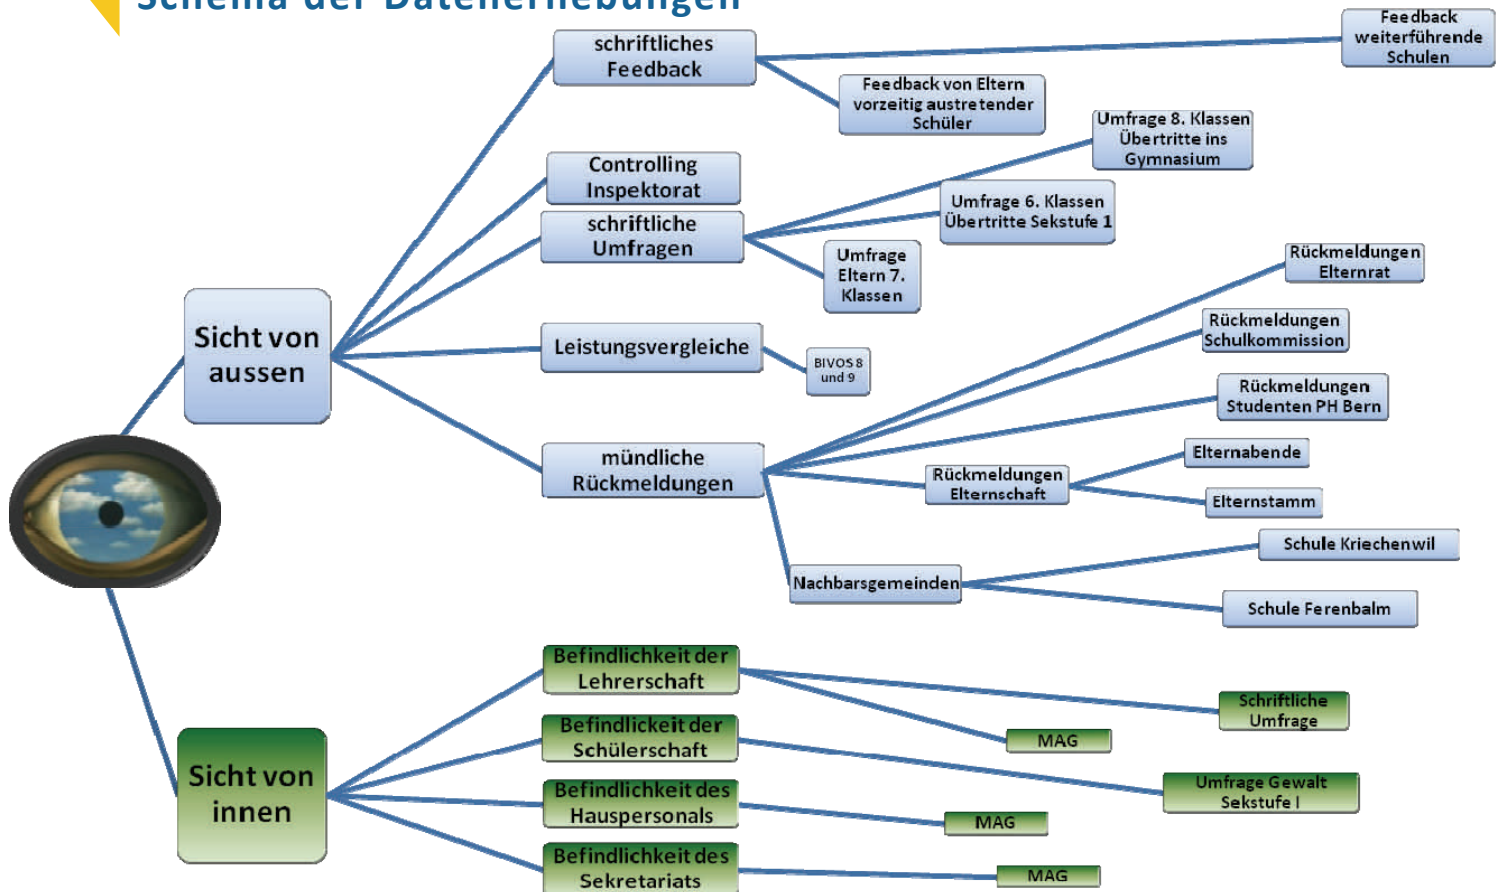 Schema der Datenerhebungen
schriftliches
Feedback
Feedback
weiterführende
Schulen
Feedback von Eltern
vorzeitig austretender
Schüler
Controlling
Inspektorat
schriftliche
Umfragen
Umfrage 8. Klassen
Übertritte ins
Gymnasium
Umfrage 6. Klassen
Übertritte Sekstufe 1
Umfrage
Eltern 7.
Klassen
Sicht von
aussen
Leistungsvergleiche
BIVOS 8
und 9
mündliche
Rückmeldungen
Rückmeldungen
Elternrat
Rückmeldungen
Schulkommission
Rückmeldungen
Studenten PH Bern
Rückmeldungen
Elternschaft
Elternabende
Elternstamm
Nachbarsgemeinden
Schule Kriechenwil
Schule Ferenbalm
Sicht von
innen
Befindlichkeit der
Lehrerschaft
Schriftliche
Umfrage
MAG
Befindlickeit der
Schülerschaft
Umfrage Gewalt
Sekstufe I
Befindlichkeit des
Hauspersonals
MAG
Befindlichkeit des
Sekretariats
MAG